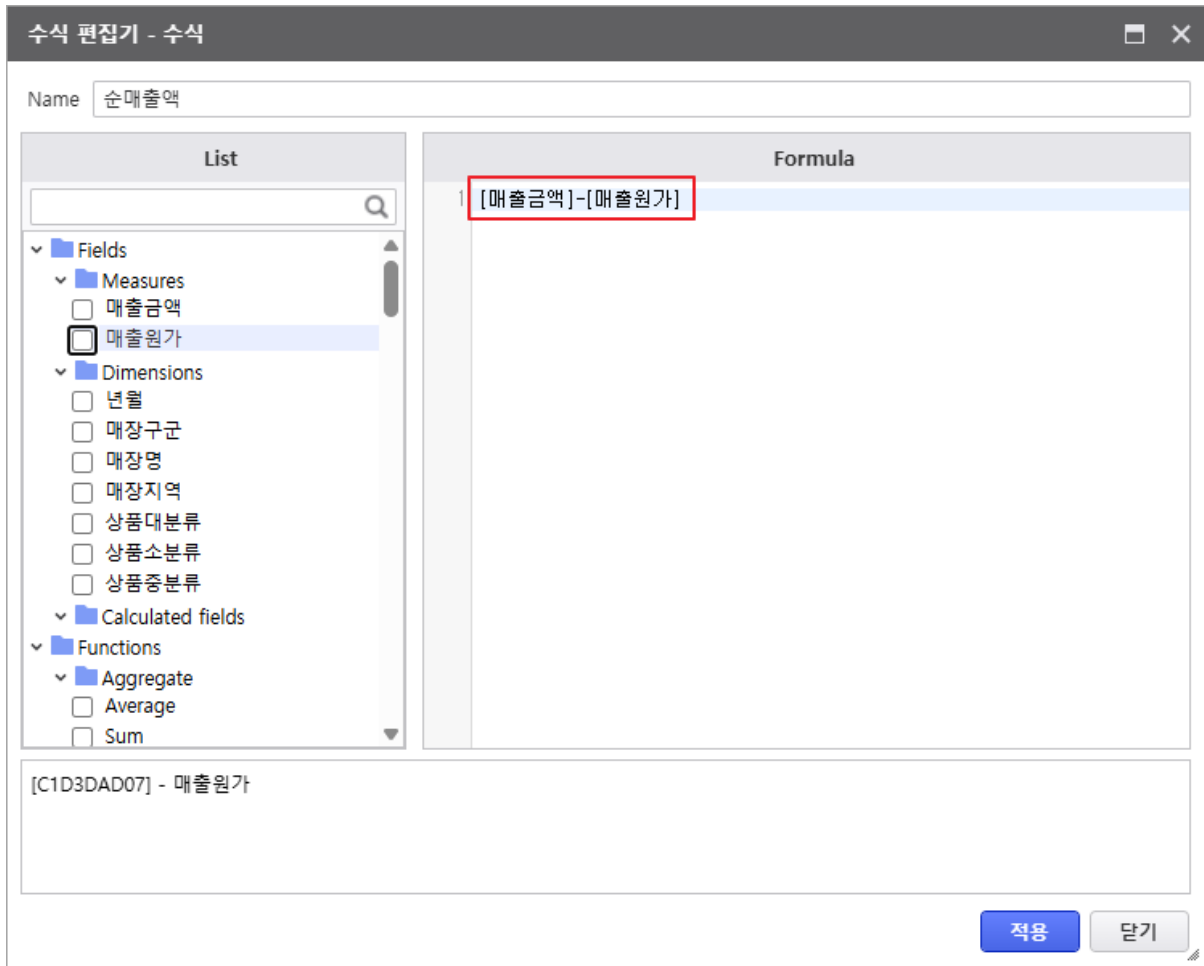 수식 편집기 - 수식
Name 순매출액
List
Formula
1 [매출금액]-[매출원가]
Fields
Measures
매출금액
매출원가
Dimensions
년월
매장구군
매장명
매장지역
상품대분류
상품소분류
상품중분류
Calculated fields
Functions
Aggregate
Average
Sum
[C1D3DAD07] - 매출원가
적용 닫기